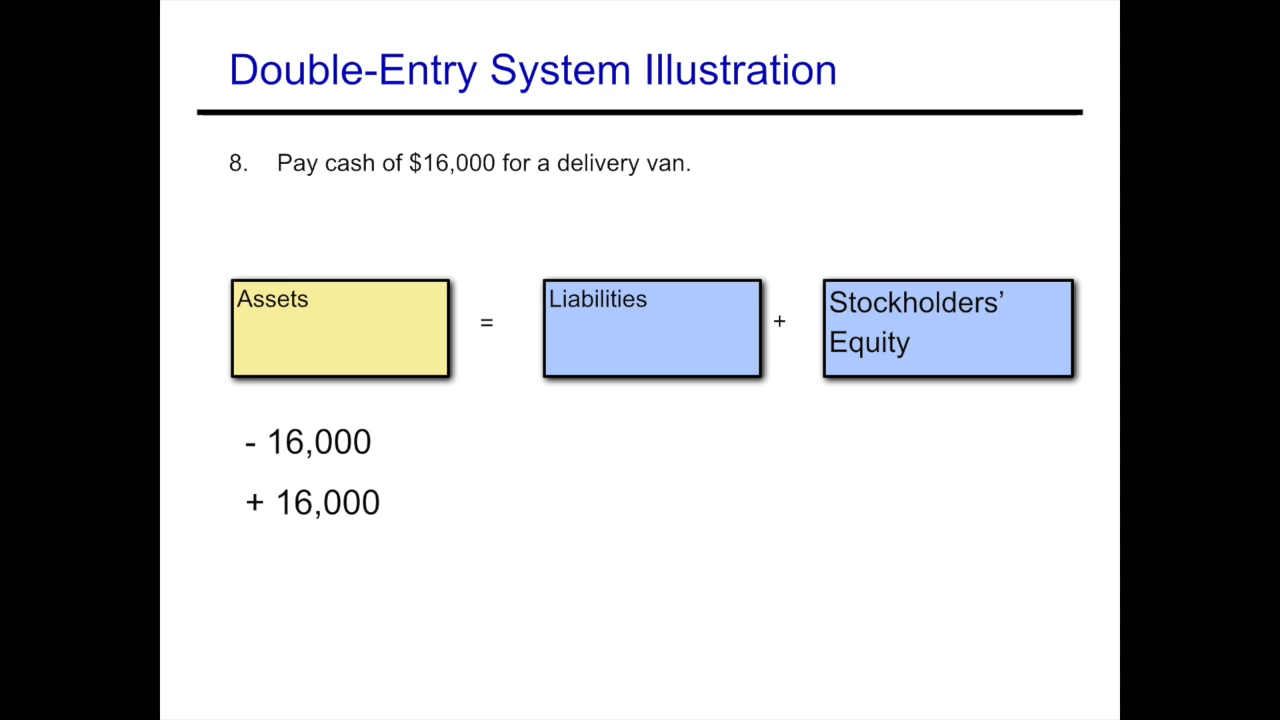 Double-Entry System Illustration
8. Pay cash of $16,000 for a delivery van.
Assets
=
Liabilities
+
Stockholders’
Equity
- 16,000
+ 16,000